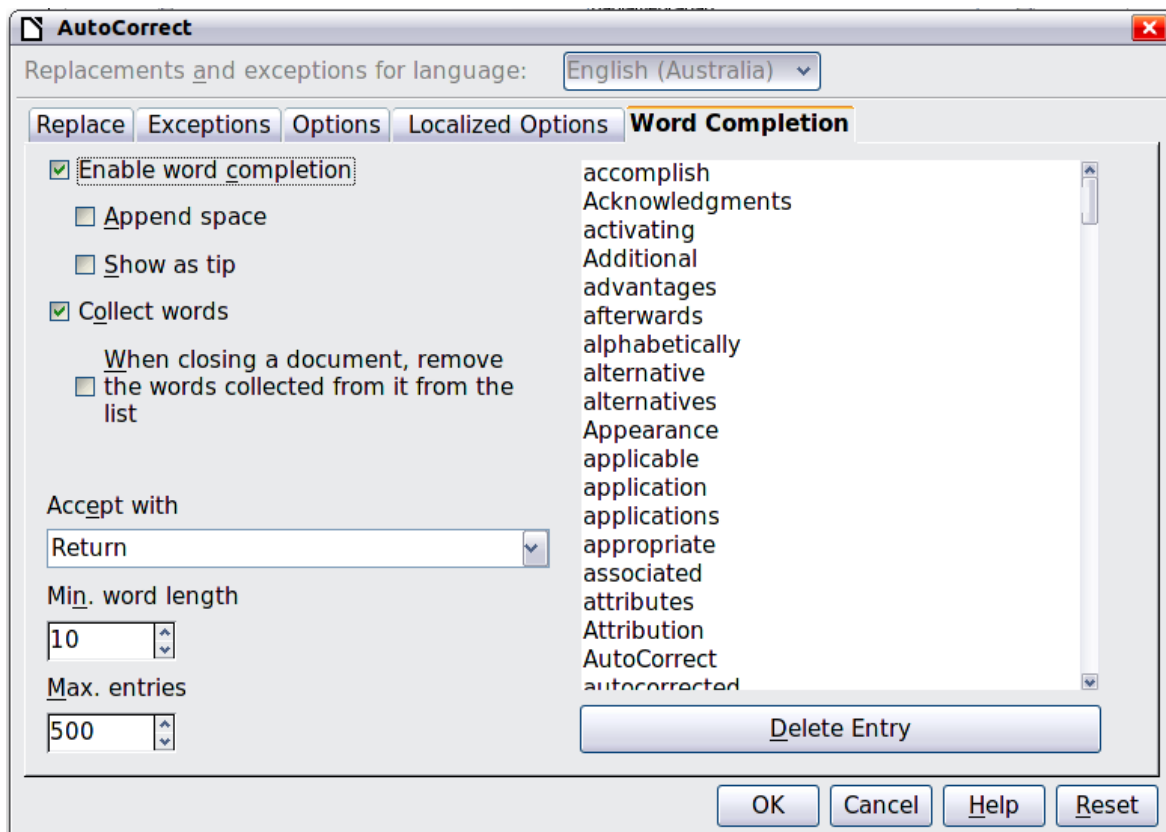 AutoCorrect
Replacements and exceptions for language: English (Australia)
Replace Exceptions Options Localized Options Word Completion
Enable word completion
Append space
Show as tip
Collect words
When closing a document, remove
the words collected from it from the
list
Accept with
Return
Min. word length
10
Max. entries
500
accomplish
Acknowledgments
activating
Additional
advantages
afterwards
alphabetically
alternative
alternatives
Appearance
applicable
application
applications
appropriate
associated
attributes
Attribution
AutoCorrect
autocorrected
Delete Entry
OK Cancel Help Reset